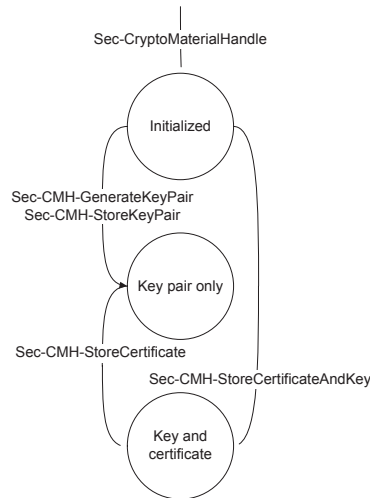 Sec-CryptoMaterialHandle
Initialized
Sec-CMH-GenerateKeyPair
Sec-CMH-StoreKeyPair
Key pair only
Sec-CMH-StoreCertificate
Sec-CMH-StoreCertificateAndKey
Key and
certificate